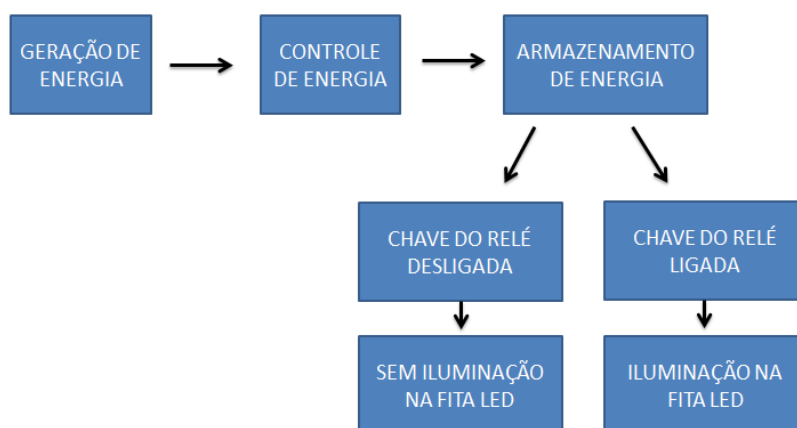 GERAÇÃO DE
ENERGIA
CONTROLE
DE ENERGIA
ARMAZENAMENTO
DE ENERGIA
CHAVE DO RELÉ
DESLIGADA
CHAVE DO RELÉ
LIGADA
SEM ILUMINAÇÃO
NA FITA LED
ILUMINAÇÃO NA
FITA LED